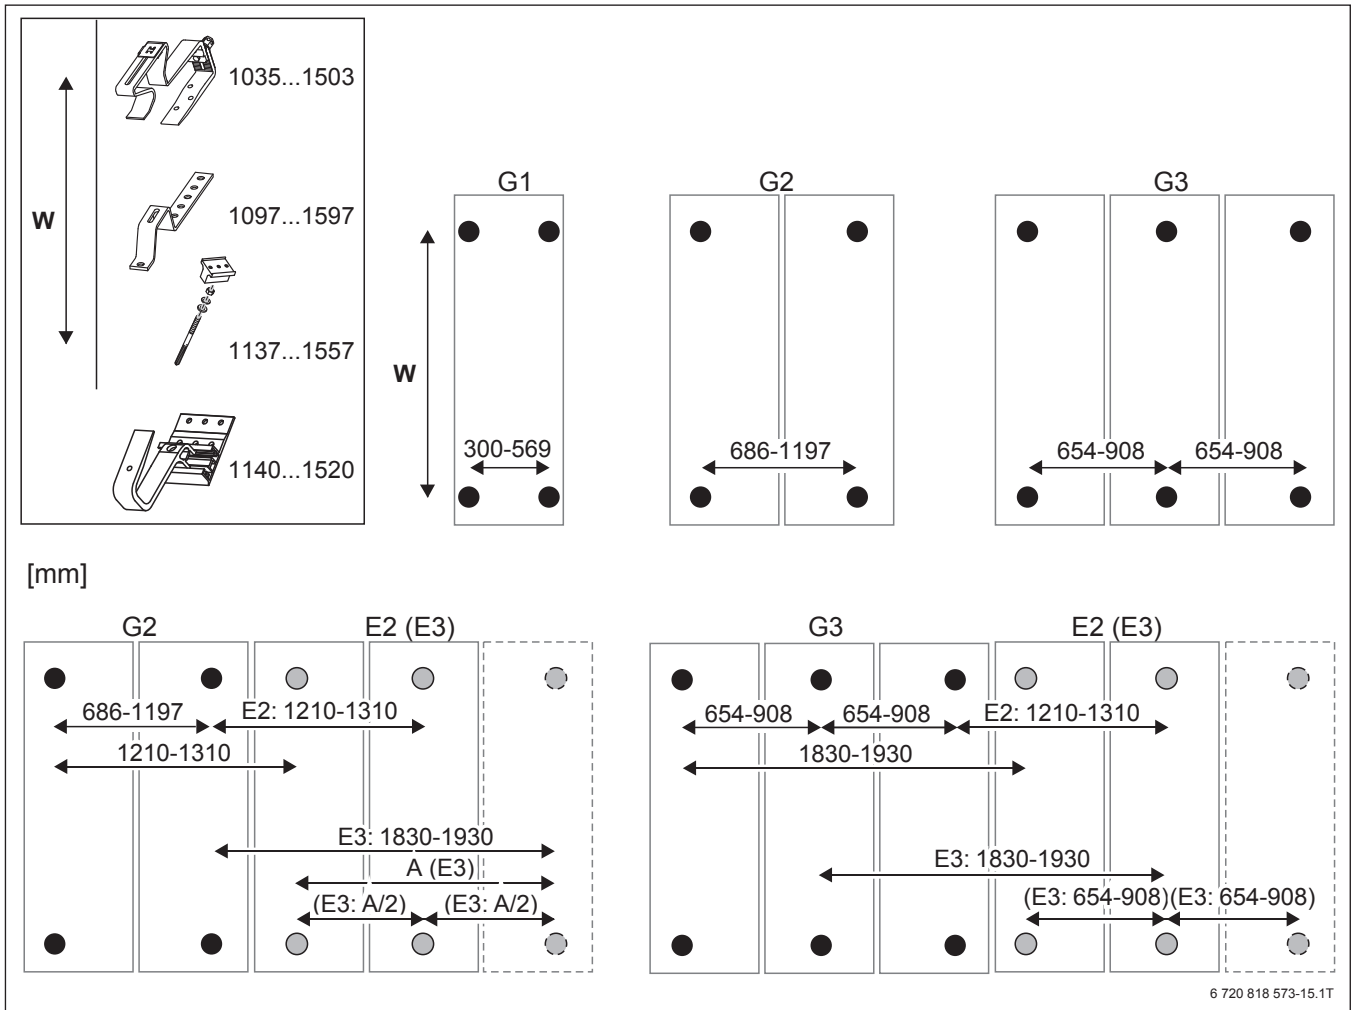 1035...1503
W
1097...1597
1137...1557
1140...1520
G1
W
300-569
G2
686-1197
G3
654-908 654-908
[mm]
G2 E2 (E3)
686-1197 E2: 1210-1310
1210-1310
E3: 1830-1930
A (E3)
(E3: A/2) (E3: A/2)
G3 E2 (E3)
654-908 654-908 E2: 1210-1310
1830-1930
E3: 1830-1930
(E3: 654-908) (E3: 654-908)
6 720 818 573-15.1T